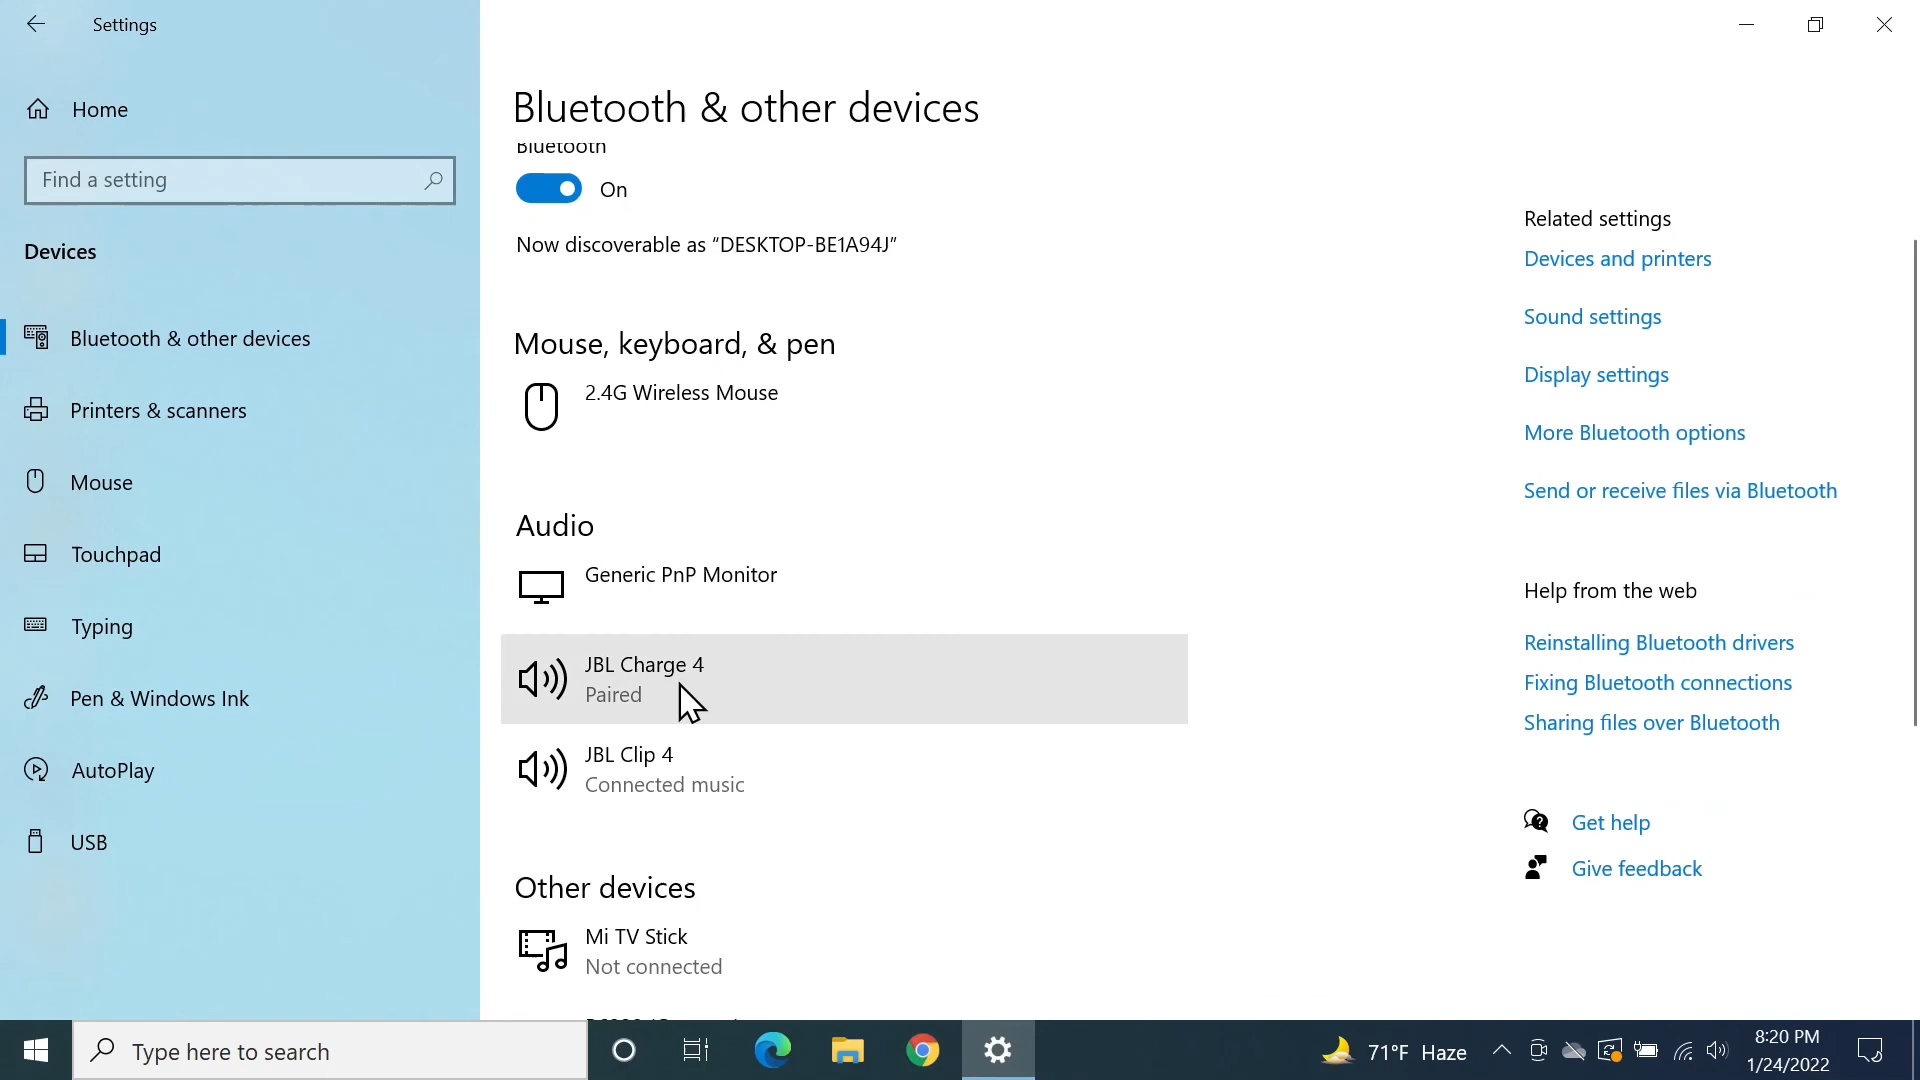 Settings
Home
Find a setting
Devices
Bluetooth & other devices
Printers & scanners
Mouse
Touchpad
Typing
Pen & Windows Ink
AutoPlay
USB
Bluetooth & other devices
Bluetooth
On
Now discoverable as “DESKTOP-BE1A94J”
Mouse, keyboard, & pen
2.4G Wireless Mouse
Audio
Generic PnP Monitor
JBL Charge 4
Paired
JBL Clip 4
Connected music
Other devices
Mi TV Stick
Not connected
Related settings
Devices and printers
Sound settings
Display settings
More Bluetooth options
Send or receive files via Bluetooth
Help from the web
Reinstalling Bluetooth drivers
Fixing Bluetooth connections
Sharing files over Bluetooth
Get help
Give feedback
Type here to search
71°F Haze
8:20 PM
1/24/2022